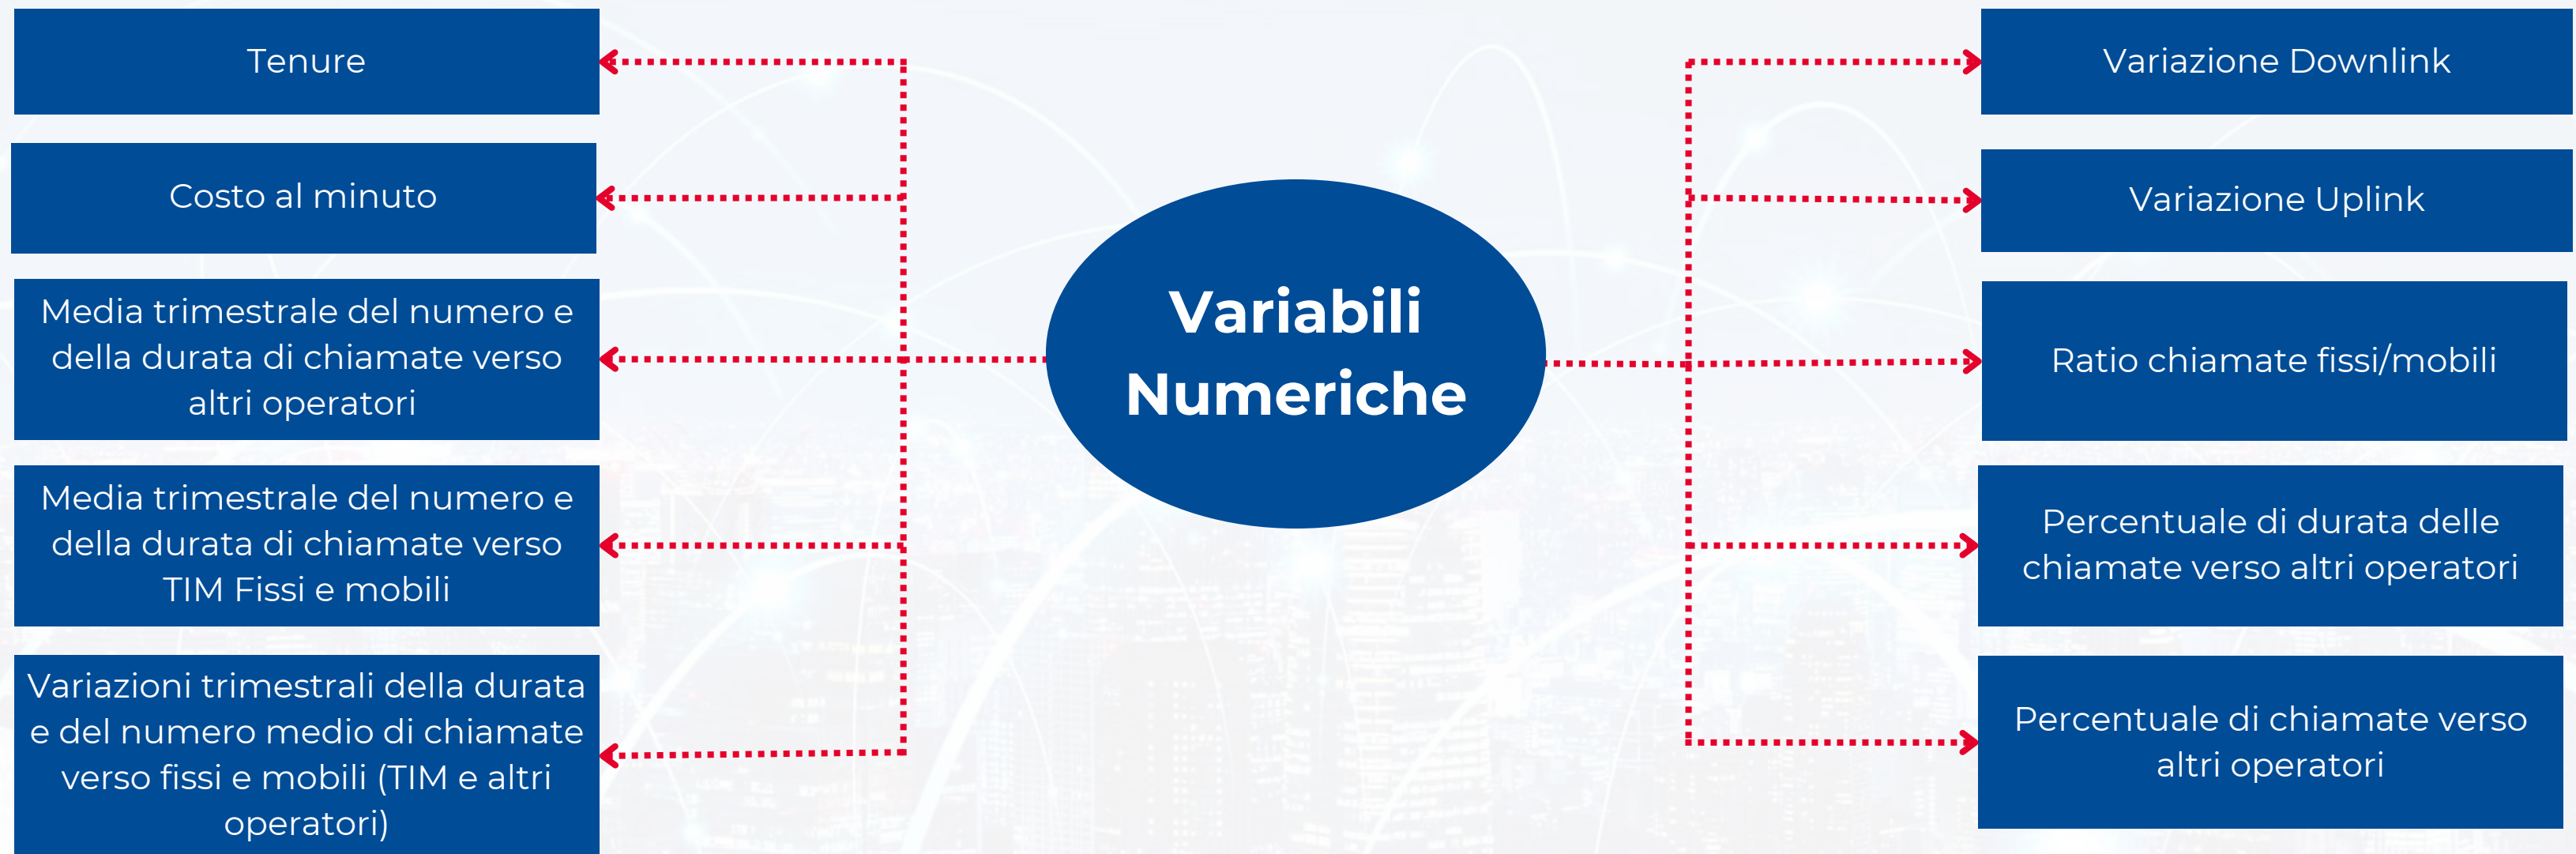 Tenure
Costo al minuto
Media trimestrale del numero e
della durata di chiamate verso
altri operatori
Media trimestrale del numero e
della durata di chiamate verso
TIM Fissi e mobili
Variazioni trimestrali della durata
e del numero medio di chiamate
verso fissi e mobili (TIM e altri
operatori)
Variabili
Numeriche
Variazione Downlink
Variazione Uplink
Ratio chiamate fissi/mobili
Percentuale di durata delle
chiamate verso altri operatori
Percentuale di chiamate verso
altri operatori